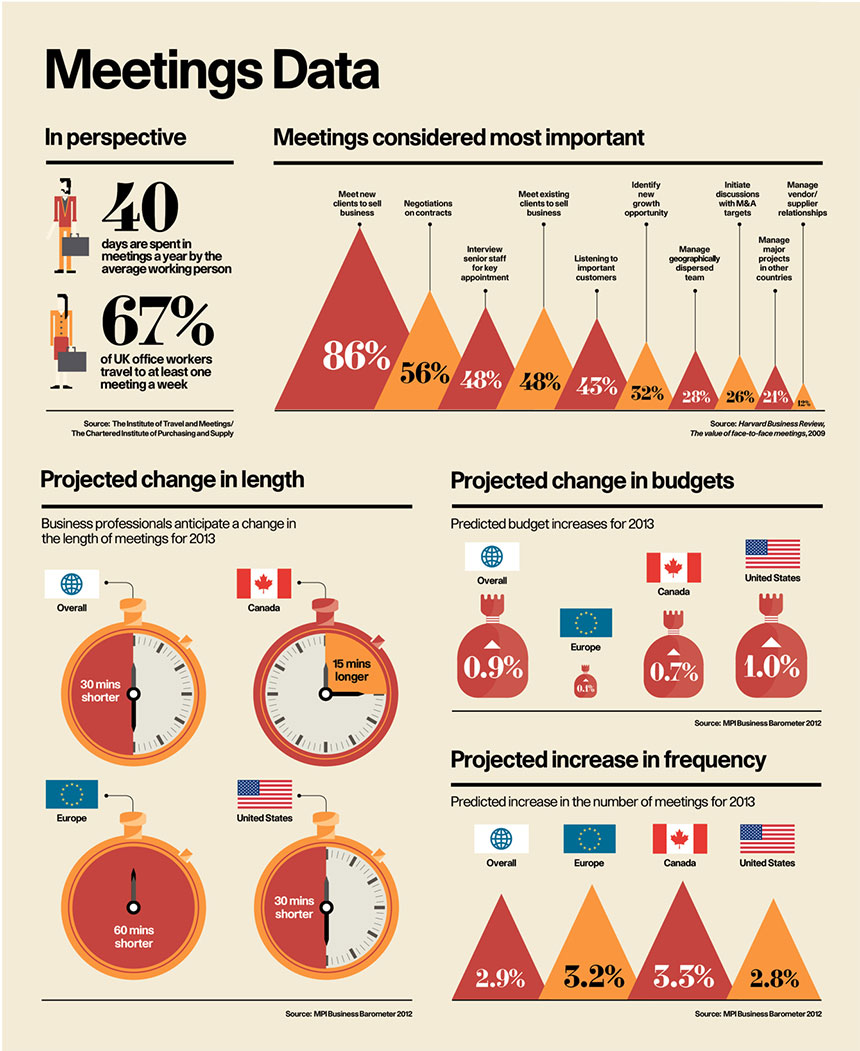 Meetings Data
In perspective
40
days are spent in
meetings a year by the
average working person
67%
of UK office workers
travel to at least one
meeting a week
Source: The Institute of Travel and Meetings/
The Chartered Institute of Purchasing and Supply
Meetings considered most important
Meet new
clients to sell
business
86%
Negotiations
on contracts
56%
Interview
senior staff
for key
appointment
48%
Meet existing
clients to sell
business
48%
Listening to
important
customers
43%
Identify
new
growth
opportunity
32%
Manage
geographically
dispersed
team
28%
Initiate
discussions
with M&A
targets
26%
Manage
major
projects
in other
countries
21%
Manage
vendor/
supplier
relationships
12%
Source: Harvard Business Review,
The value of face-to-face meetings, 2009
Projected change in length
Business professionals anticipate a change in
the length of meetings for 2013
Overall
30 mins
shorter
Canada
15 mins
longer
Europe
60 mins
shorter
United States
30 mins
shorter
Source: MPI Business Barometer 2012
Projected change in budgets
Predicted budget increases for 2013
Overall
0.9%
Europe
0.1%
Canada
0.7%
United States
1.0%
Source: MPI Business Barometer 2012
Projected increase in frequency
Predicted increase in the number of meetings for 2013
Overall
2.9%
Europe
3.2%
Canada
3.3%
United States
2.8%
Source: MPI Business Barometer 2012